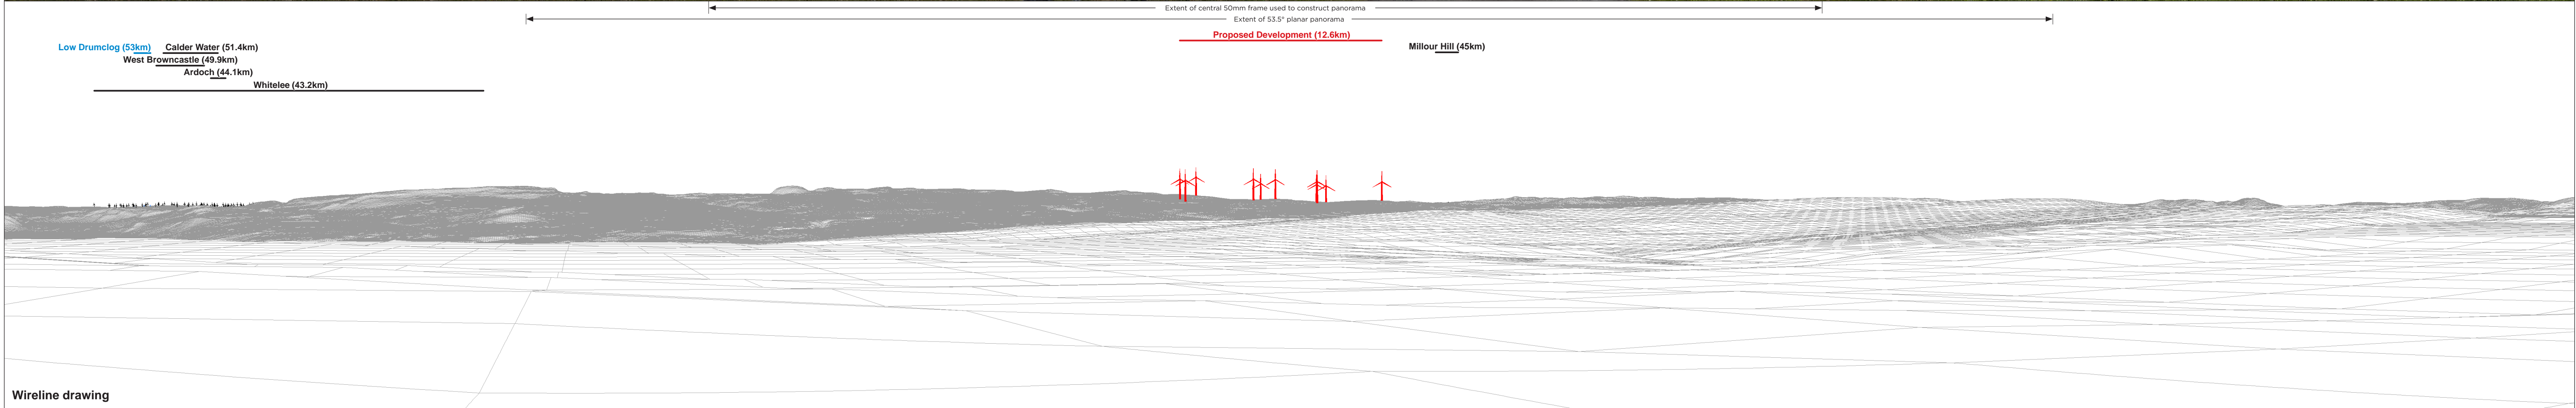 Extent of central 50mm frame used to construct panorama
Extent of 53.5° planar panorama
Proposed Development (12.6km)
Low Drumclog (53km) Calder Water (51.4km)
Millour Hill (45km)
West Browncastle (49.9km)
Ardoch (44.1km)
Whitelee (43.2km)
Wireline drawing